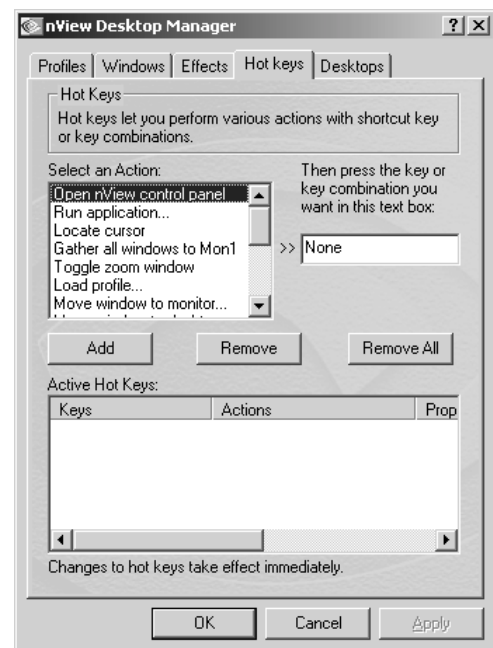 nView Desktop Manager
Profiles Windows Effects Hot keys Desktops
Hot Keys
Hot keys let you perform various actions with shortcut key
or key combinations.
Select an Action:
Open nView control panel
Run application...
Locate cursor
Gather all windows to Mon1
Toggle zoom window
Load profile...
Move window to monitor...
Then press the key or
key combination you
want in this text box:
>> None
Add Remove Remove All
Active Hot Keys:
Keys Actions Prop
Changes to hot keys take effect immediately.
OK Cancel Apply